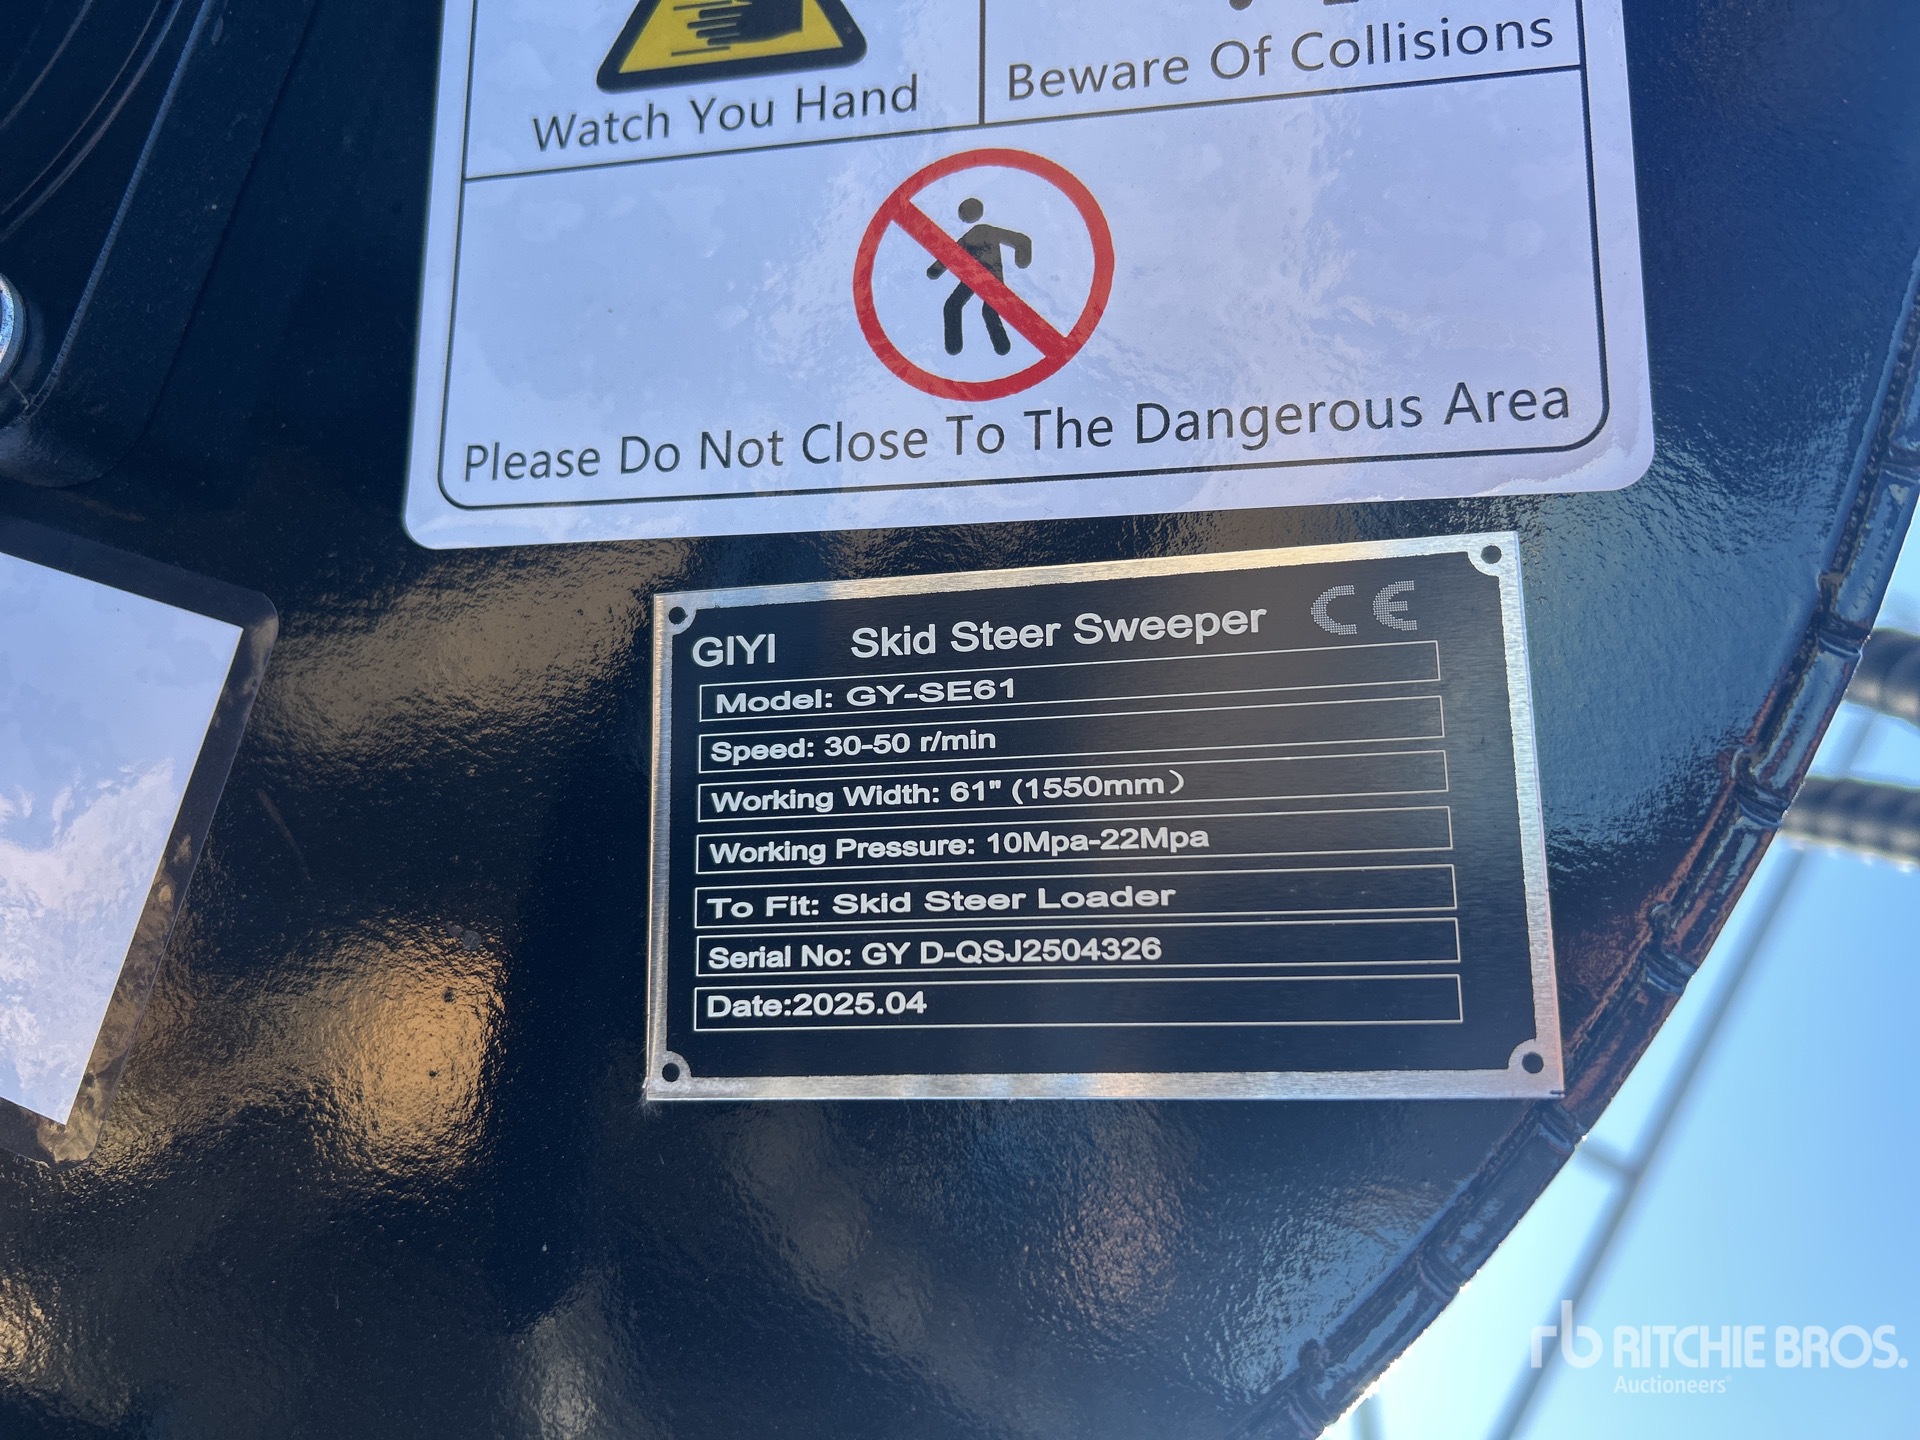 Watch You Hand
Beware Of Collisions
Please Do Not Close To The Dangerous Area
GIYI Skid Steer Sweeper CE
Model: GY-SE61
Speed: 30-50 r/min
Working Width: 61" (1550mm）
Working Pressure: 10Mpa-22Mpa
To Fit: Skid Steer Loader
Serial No: GY D-QSJ2504326
Date:2025.04
rb RITCHIE BROS.
Auctioneers